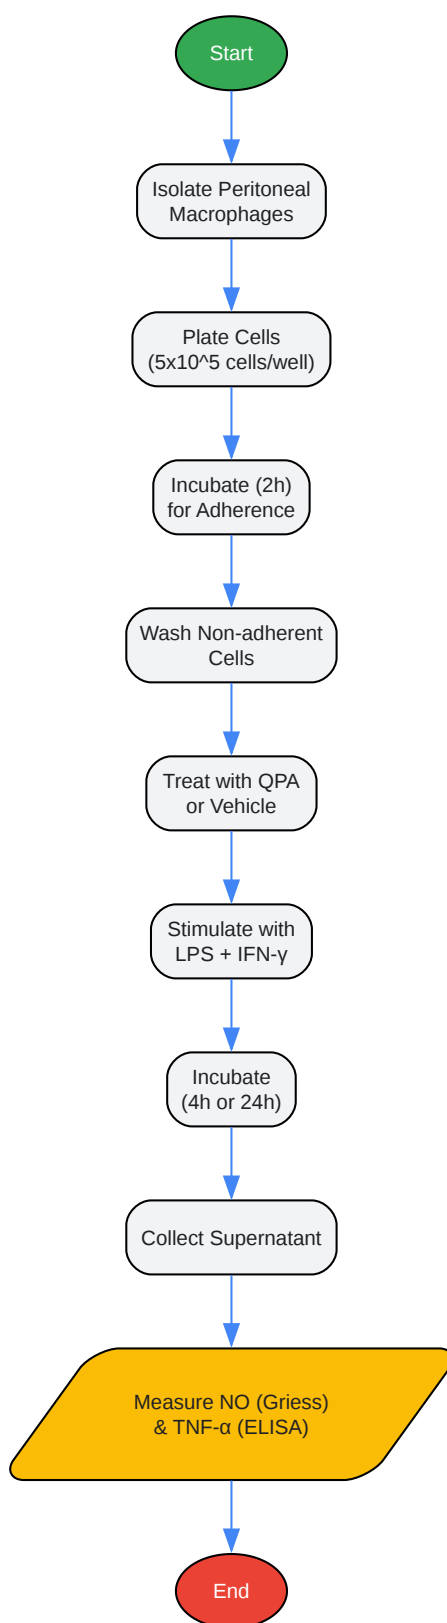 Start
Isolate Peritoneal
Macrophages
Plate Cells
(5x10^5 cells/well)
Incubate (2h)
for Adherence
Wash Non-adherent
Cells
Treat with QPA
or Vehicle
Stimulate with
LPS + IFN-γ
Incubate
(4h or 24h)
Collect Supernatant
Measure NO (Griess)
& TNF-α (ELISA)
End